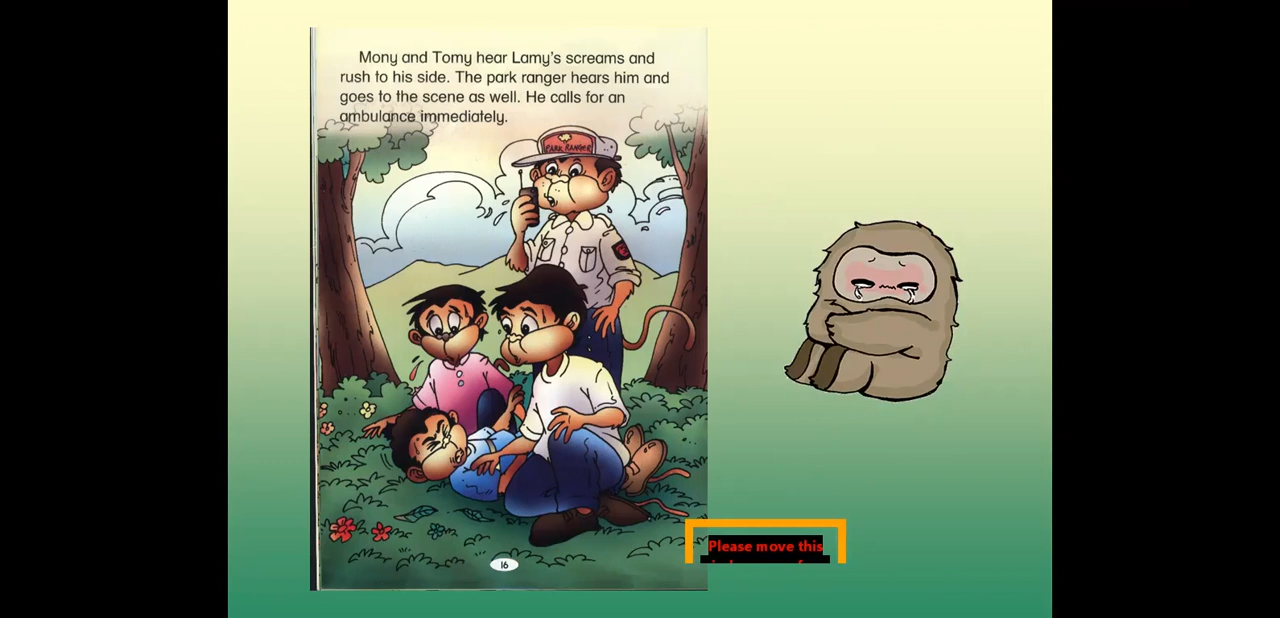 Mony and Tomy hear Lamy's screams and
rush to his side. The park ranger hears him and
goes to the scene as well. He calls for an
ambulance immediately.
PARK RANGER
16
Please move this